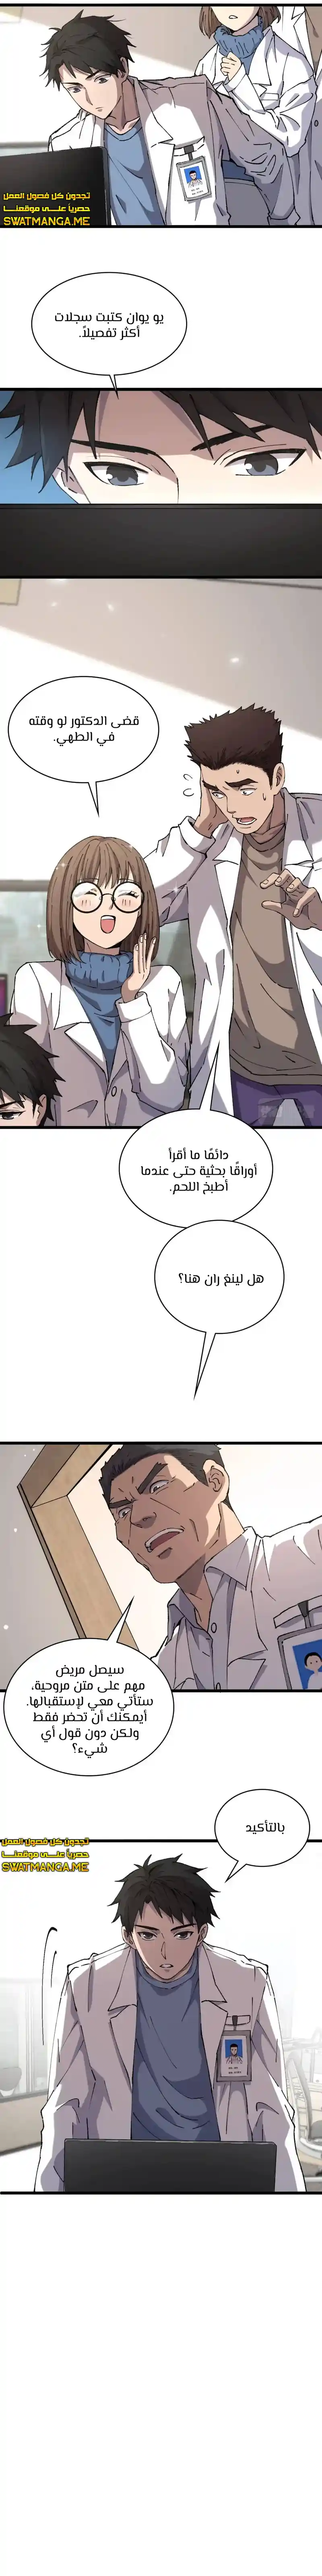 تجدون كل فصول العمل
حصرياً على موقعنا
SWATMANGA.ME
يو يوان كتبت سجلات
أكثر تفصيلاً.
قضى الدكتور لو وقته
في الطهي.
دائمًا ما أقرأ
أوراقًا بحثية حتى عندما
أطبخ اللحم.
هل لينغ ران هنا؟
سيصل مريض
مهم على متن مروحية،
ستأتي معي لإستقبالها.
أيمكنك أن تحضر فقط
ولكن دون قول أي
شيء؟
بالتأكيد
تجدون كل فصول العمل
حصرياً على موقعنا
SWATMANGA.ME